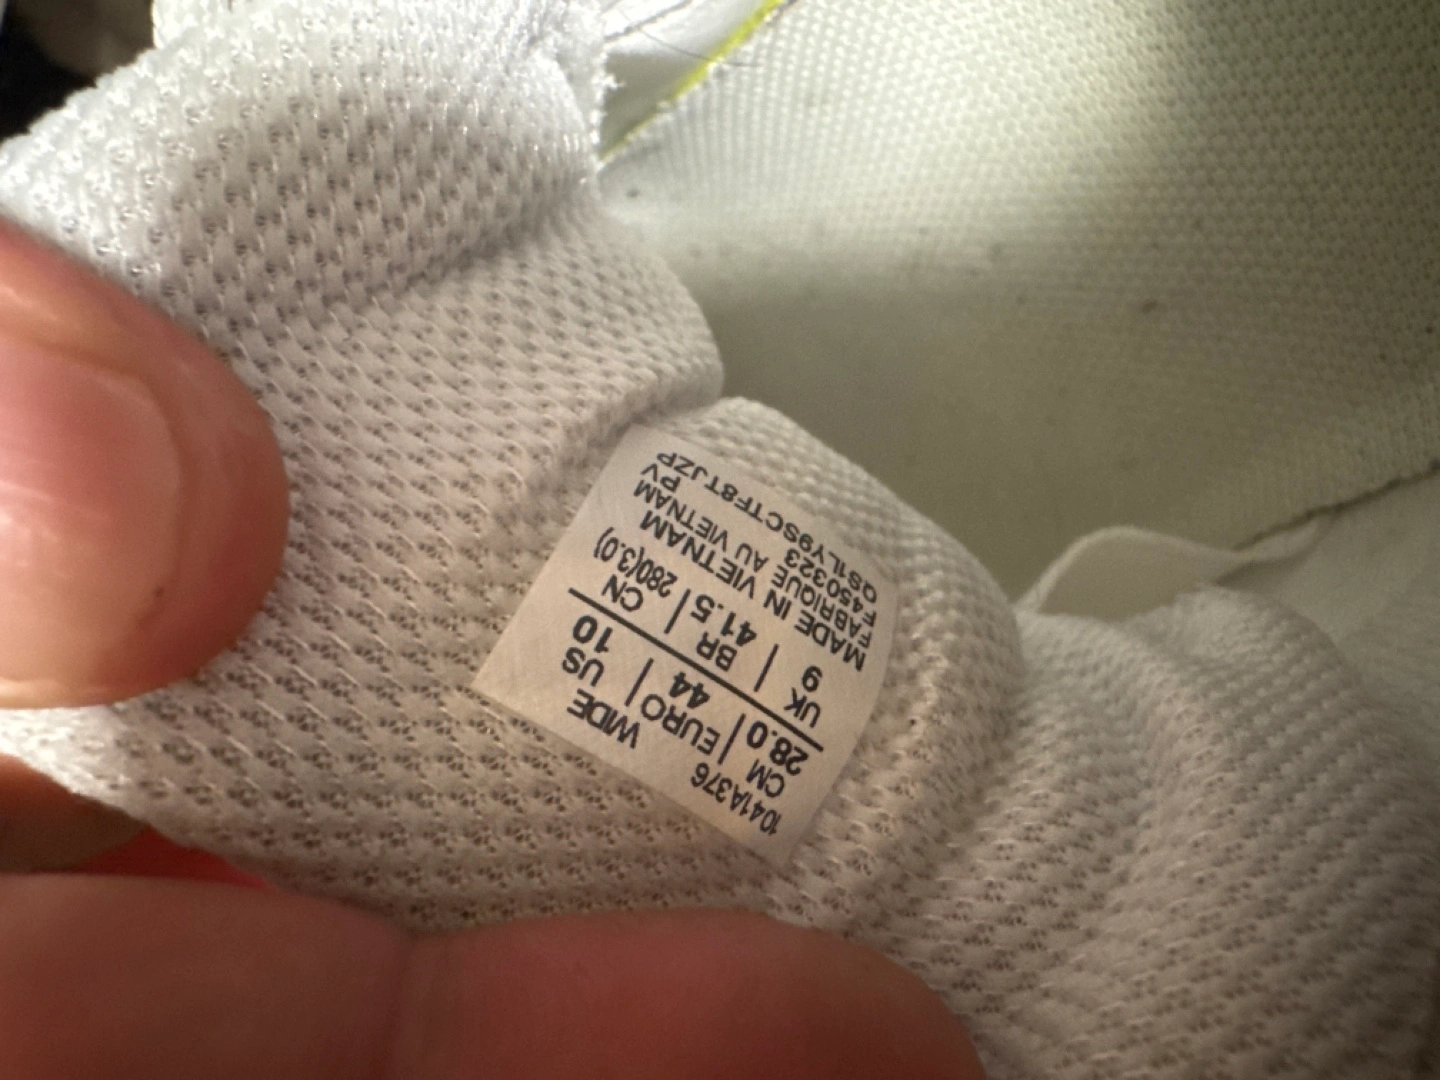 1041A376
WIDE
CM | EURO | US
28.0 | 44 | 10
UK | BR | CN
9 | 41.5 | 280(3.0)
MADE IN VIETNAM
FABRIQUE AU VIETNAM
F450323 PV
QS1LY9SCTF8TJZP